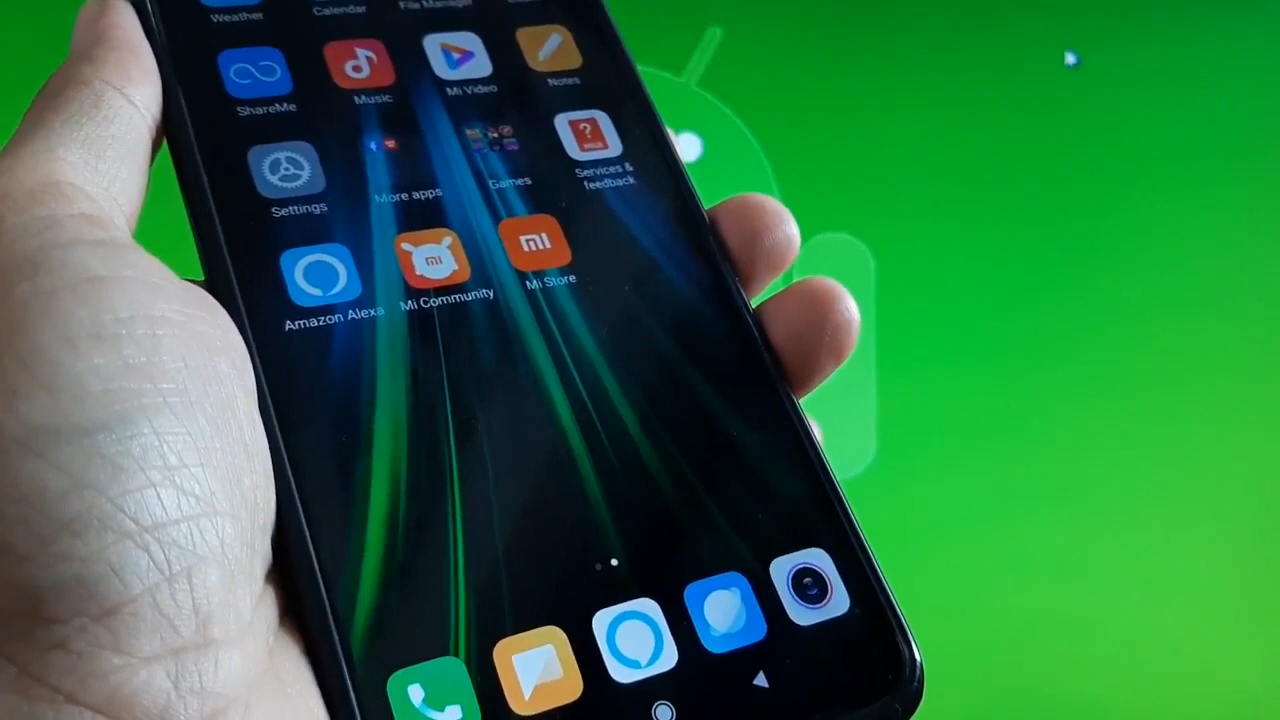 Weather
Calendar
File Manager
ShareMe
Music
Mi Video
Notes
Settings
More apps
Games
Services &
feedback
Amazon Alexa
Mi Community
Mi Store